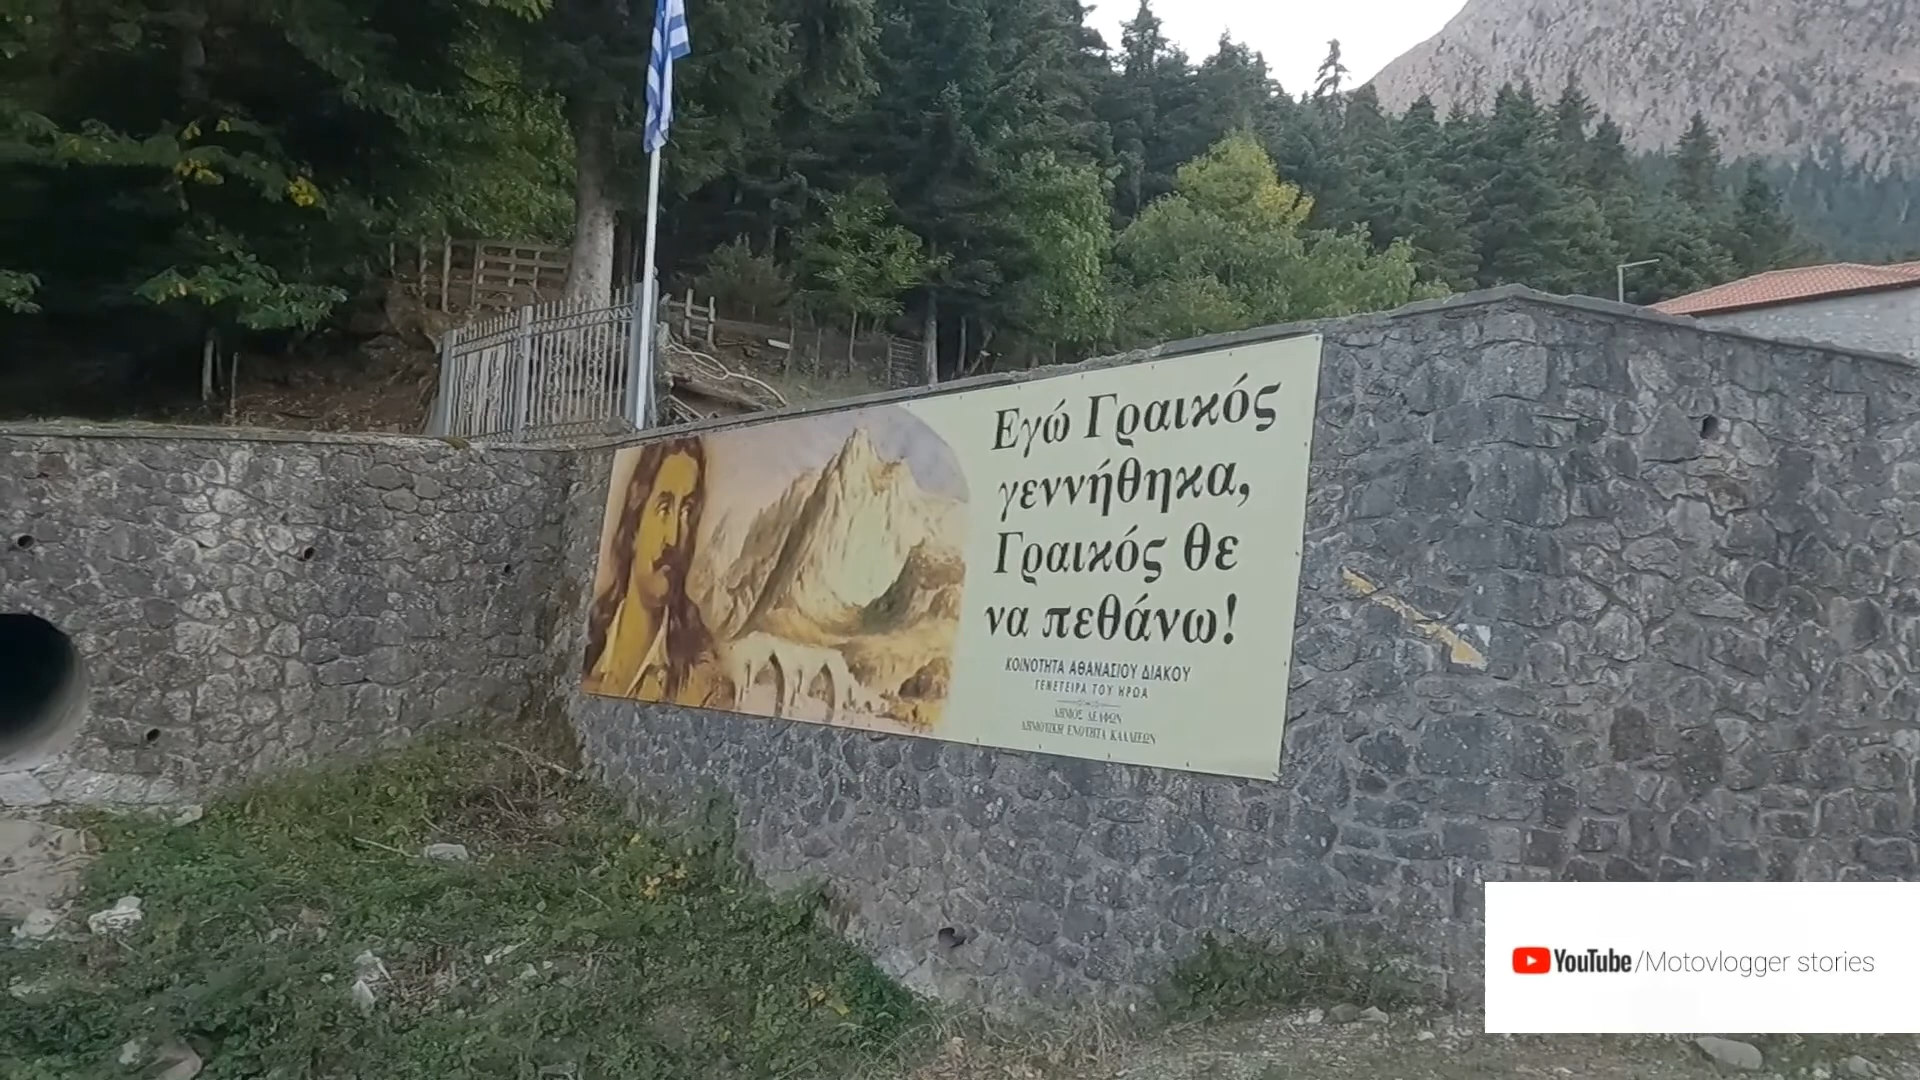 Εγώ Γραικός
γεννήθηκα,
Γραικός θε
να πεθάνω!
ΚΟΙΝΟΤΗΤΑ ΑΘΑΝΑΣΙΟΥ ΔΙΑΚΟΥ
ΓΕΝΕΤΕΙΡΑ ΤΟΥ ΗΡΩΑ
ΔΗΜΟΣ ΔΕΛΦΩΝ
ΔΗΜΟΤΙΚΗ ΕΝΟΤΗΤΑ ΚΑΛΛΙΕΩΝ
YouTube/Motovlogger stories